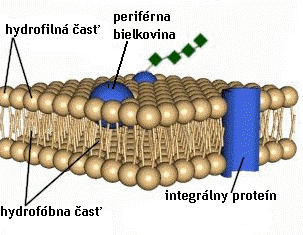 hydrofilná časť
periférna
bielkovina
hydrofóbna časť
integrálny proteín